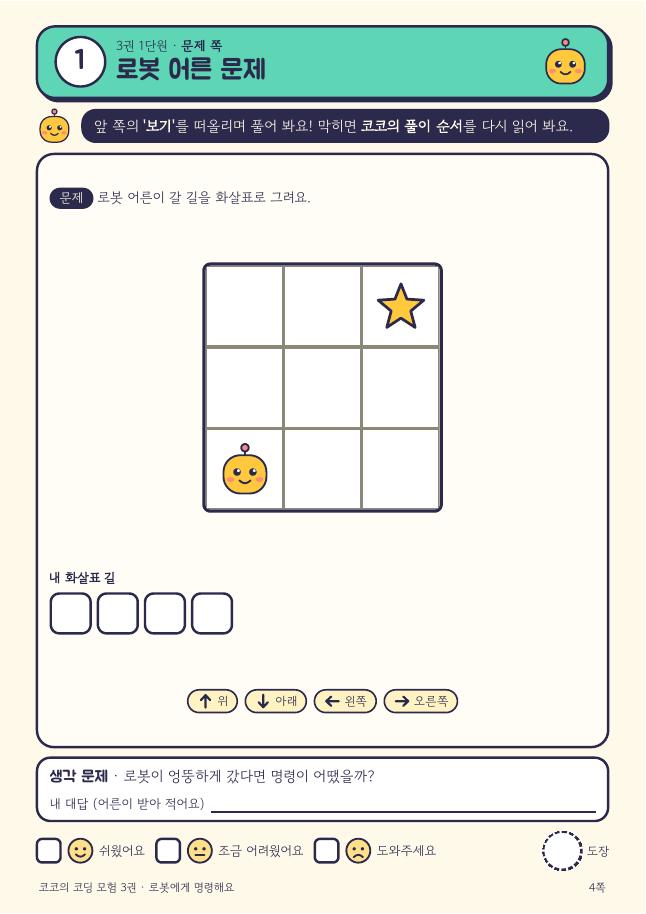 1
3권 1단원 · 문제 쪽
로봇 어른 문제
앞 쪽의 '보기'를 떠올리며 풀어 봐요! 막히면 코코의 풀이 순서를 다시 읽어 봐요.
문제 로봇 어른이 갈 길을 화살표로 그려요.
내 화살표 길
↑ 위 ↓ 아래 ← 왼쪽 → 오른쪽
생각 문제 · 로봇이 엉뚱하게 갔다면 명령이 어땠을까?
내 대답 (어른이 받아 적어요)
쉬웠어요 조금 어려웠어요 도와주세요 도장
코코의 코딩 모험 3권 · 로봇에게 명령해요 4쪽